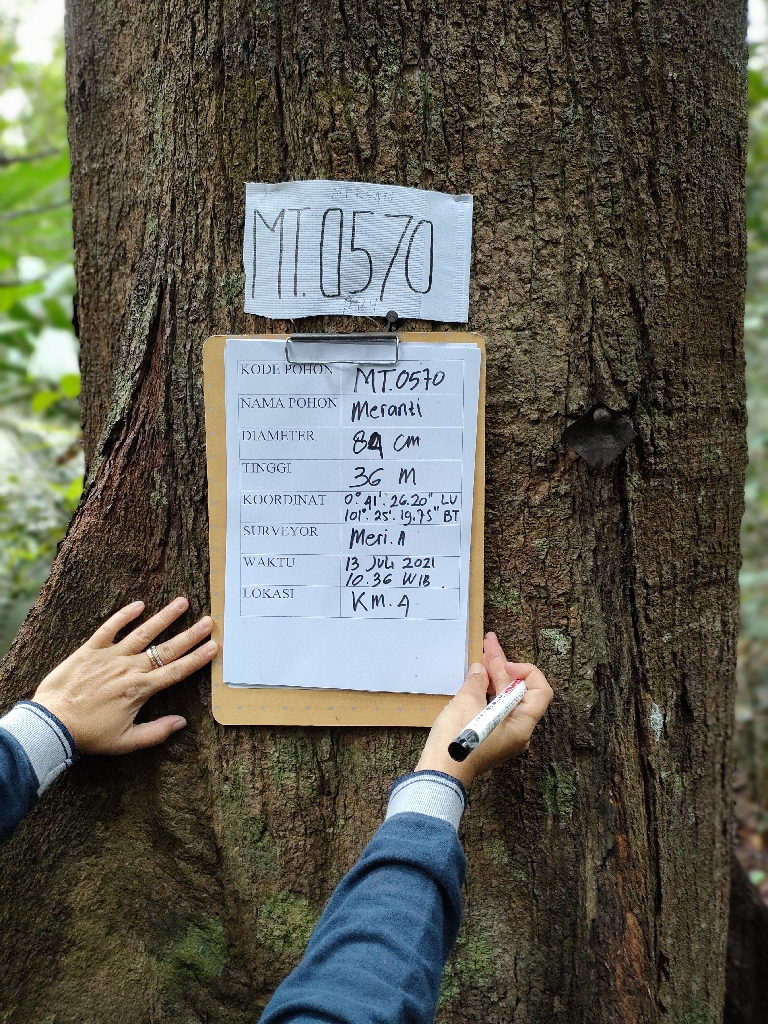 MT.0570
KODE POHON MT.0570
NAMA POHON Meranti
DIAMETER 89 cm
TINGGI 36 M
KOORDINAT 0° 41'. 26.20" LU
101°. 25'. 19.75" BT
SURVEYOR Meri. A
WAKTU 13 Juli 2021
10.36 WIB.
LOKASI KM. 4